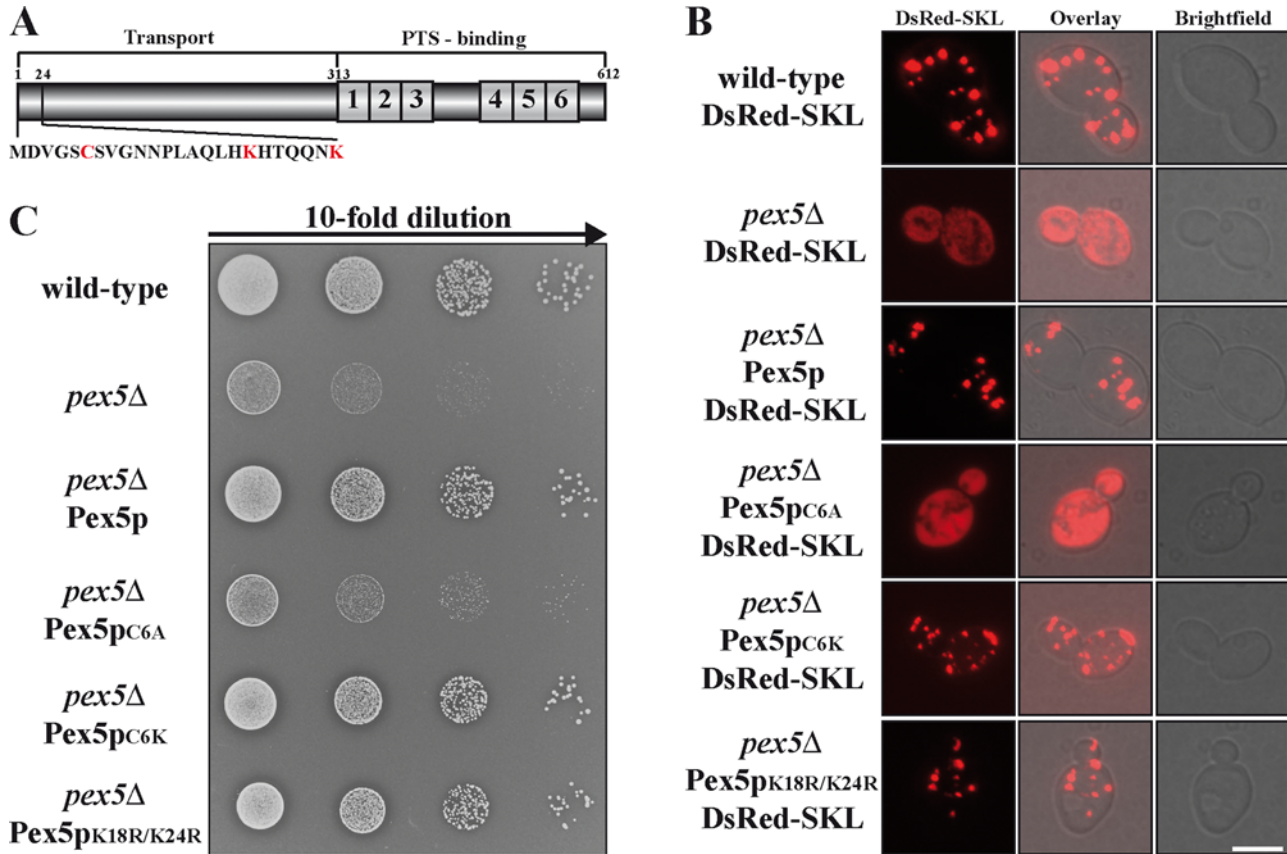 A
Transport
PTS - binding
1
24
313
612
1 2 3 4 5 6
MDVGSCSVGNNPLAQLHKHTQQNK
B
DsRed-SKL Overlay Brightfield
wild-type
DsRed-SKL
pex5Δ
DsRed-SKL
pex5Δ
Pex5p
DsRed-SKL
pex5Δ
Pex5pC6A
DsRed-SKL
pex5Δ
Pex5pC6K
DsRed-SKL
pex5Δ
Pex5pK18R/K24R
DsRed-SKL
C
10-fold dilution
wild-type
pex5Δ
pex5Δ
Pex5p
pex5Δ
Pex5pC6A
pex5Δ
Pex5pC6K
pex5Δ
Pex5pK18R/K24R